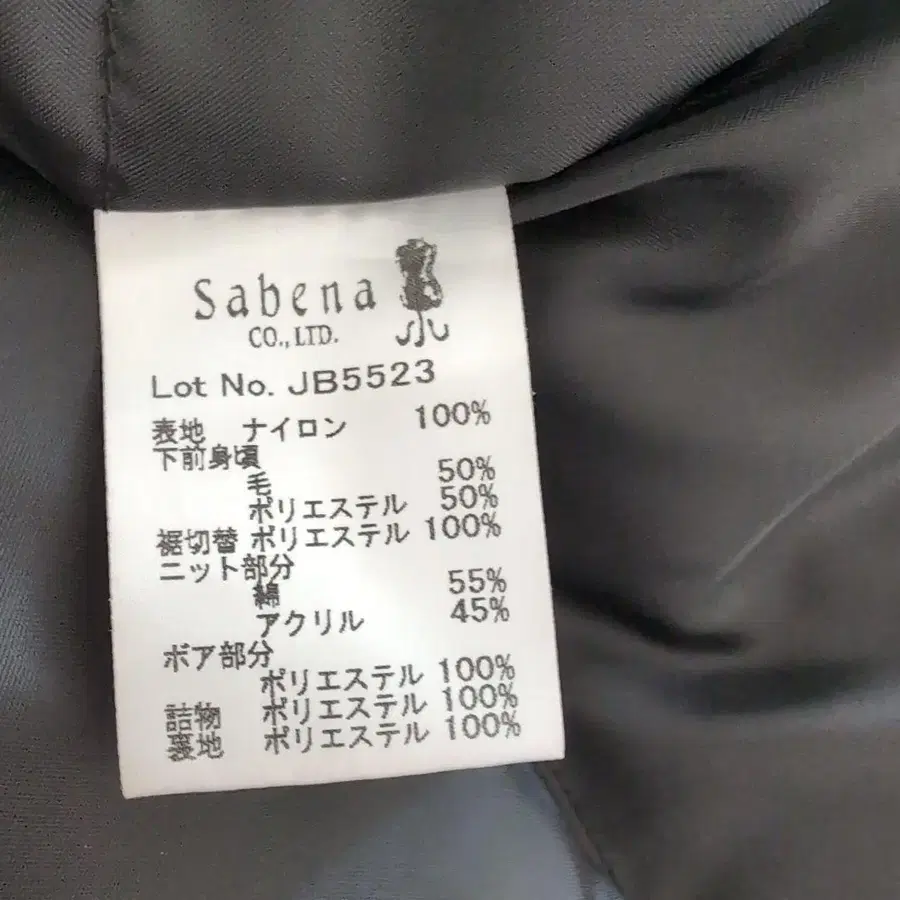 Sabena
CO., LTD.
Lot No. JB5523
表地 ナイロン 100%
下前身頃
毛 50%
ポリエステル 50%
裾切替 ポリエステル 100%
ニット部分
綿 55%
アクリル 45%
ボア部分
ポリエステル 100%
詰物 ポリエステル 100%
裏地 ポリエステル 100%